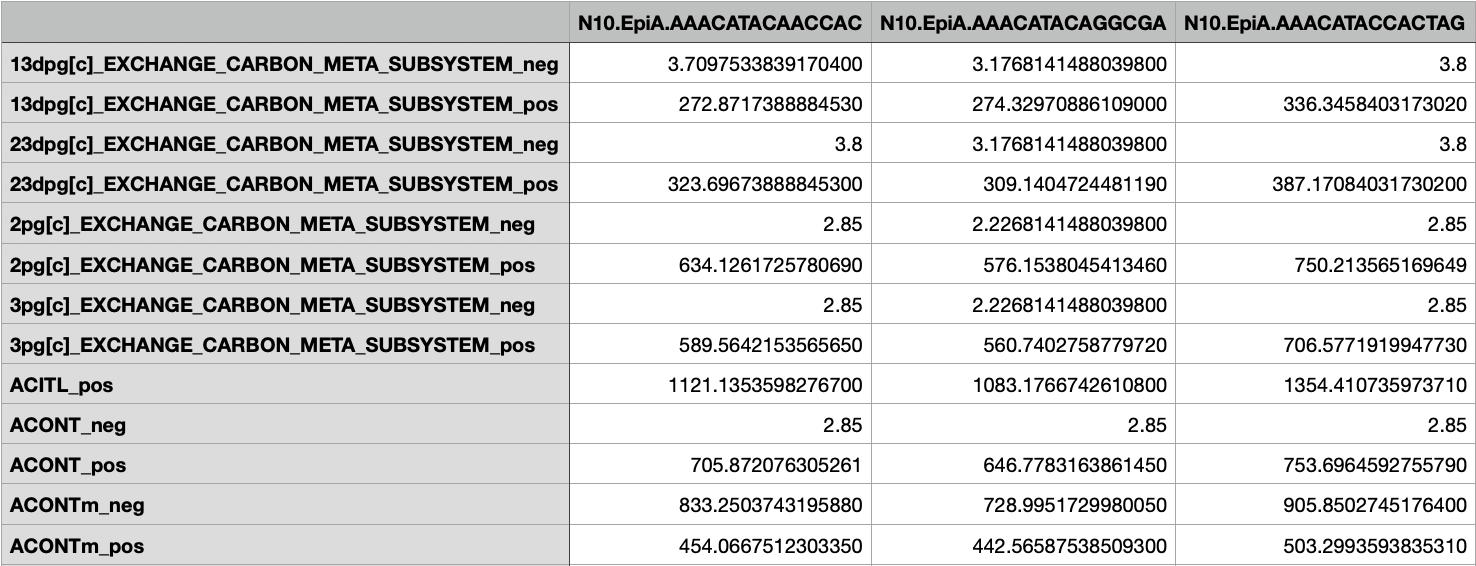 N10.EpiA.AAACATACAACCAC N10.EpiA.AAACATACAGGCGA N10.EpiA.AAACATACCACTAG
13dpg[c]_EXCHANGE_CARBON_META_SUBSYSTEM_neg 3.7097533839170400 3.1768141488039800 3.8
13dpg[c]_EXCHANGE_CARBON_META_SUBSYSTEM_pos 272.8717388884530 274.32970886109000 336.3458403173020
23dpg[c]_EXCHANGE_CARBON_META_SUBSYSTEM_neg 3.8 3.1768141488039800 3.8
23dpg[c]_EXCHANGE_CARBON_META_SUBSYSTEM_pos 323.69673888845300 309.1404724481190 387.17084031730200
2pg[c]_EXCHANGE_CARBON_META_SUBSYSTEM_neg 2.85 2.2268141488039800 2.85
2pg[c]_EXCHANGE_CARBON_META_SUBSYSTEM_pos 634.1261725780690 576.1538045413460 750.213565169649
3pg[c]_EXCHANGE_CARBON_META_SUBSYSTEM_neg 2.85 2.2268141488039800 2.85
3pg[c]_EXCHANGE_CARBON_META_SUBSYSTEM_pos 589.5642153565650 560.7402758779720 706.5771919947730
ACITL_pos 1121.1353598276700 1083.1766742610800 1354.410735973710
ACONT_neg 2.85 2.85 2.85
ACONT_pos 705.872076305261 646.7783163861450 753.6964592755790
ACONTm_neg 833.2503743195880 728.9951729980050 905.8502745176400
ACONTm_pos 454.0667512303350 442.56587538509300 503.2993593835310